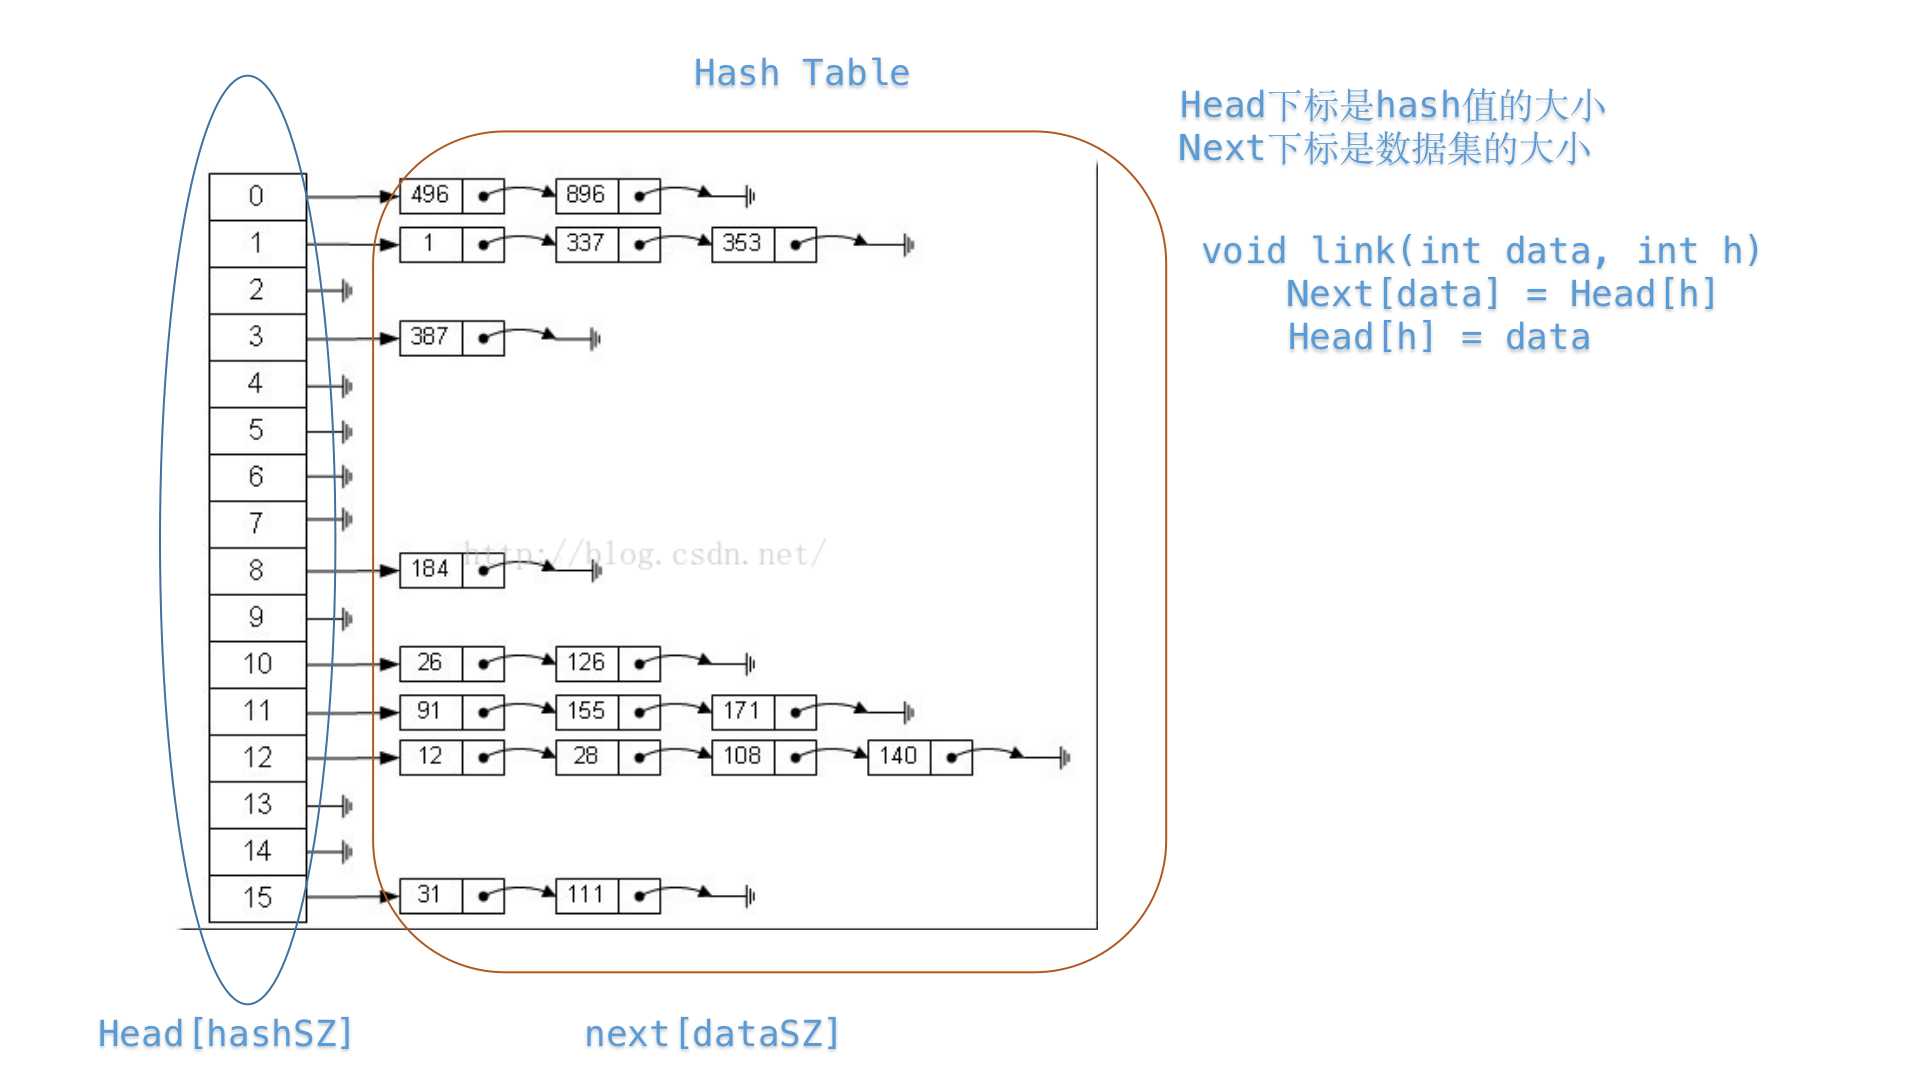 Hash Table
Head下标是hash值的大小
Next下标是数据集的大小
void link(int data, int h)
Next[data] = Head[h]
Head[h] = data
0 496 896
1 1 337 353
2
3 387
4
5
6
7
http://blog.csdn.net/
8 184
9
10 26 126
11 91 155 171
12 12 28 108 140
13
14
15 31 111
Head[hashSZ] next[dataSZ]